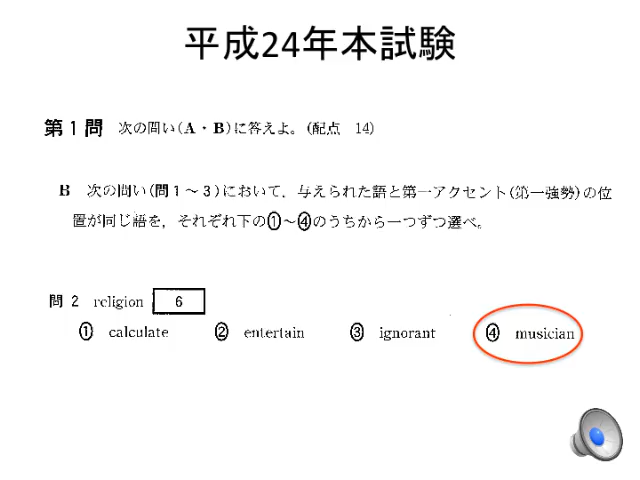 平成24年本試験
第1問 次の問い(A・B)に答えよ。(配点 14)
B 次の問い(問1～3)において、与えられた語と第一アクセント(第一強勢)の位
置が同じ語を、それぞれ下の①～④のうちから一つずつ選べ。
問2 religion 6
① calculate ② entertain ③ ignorant ④ musician